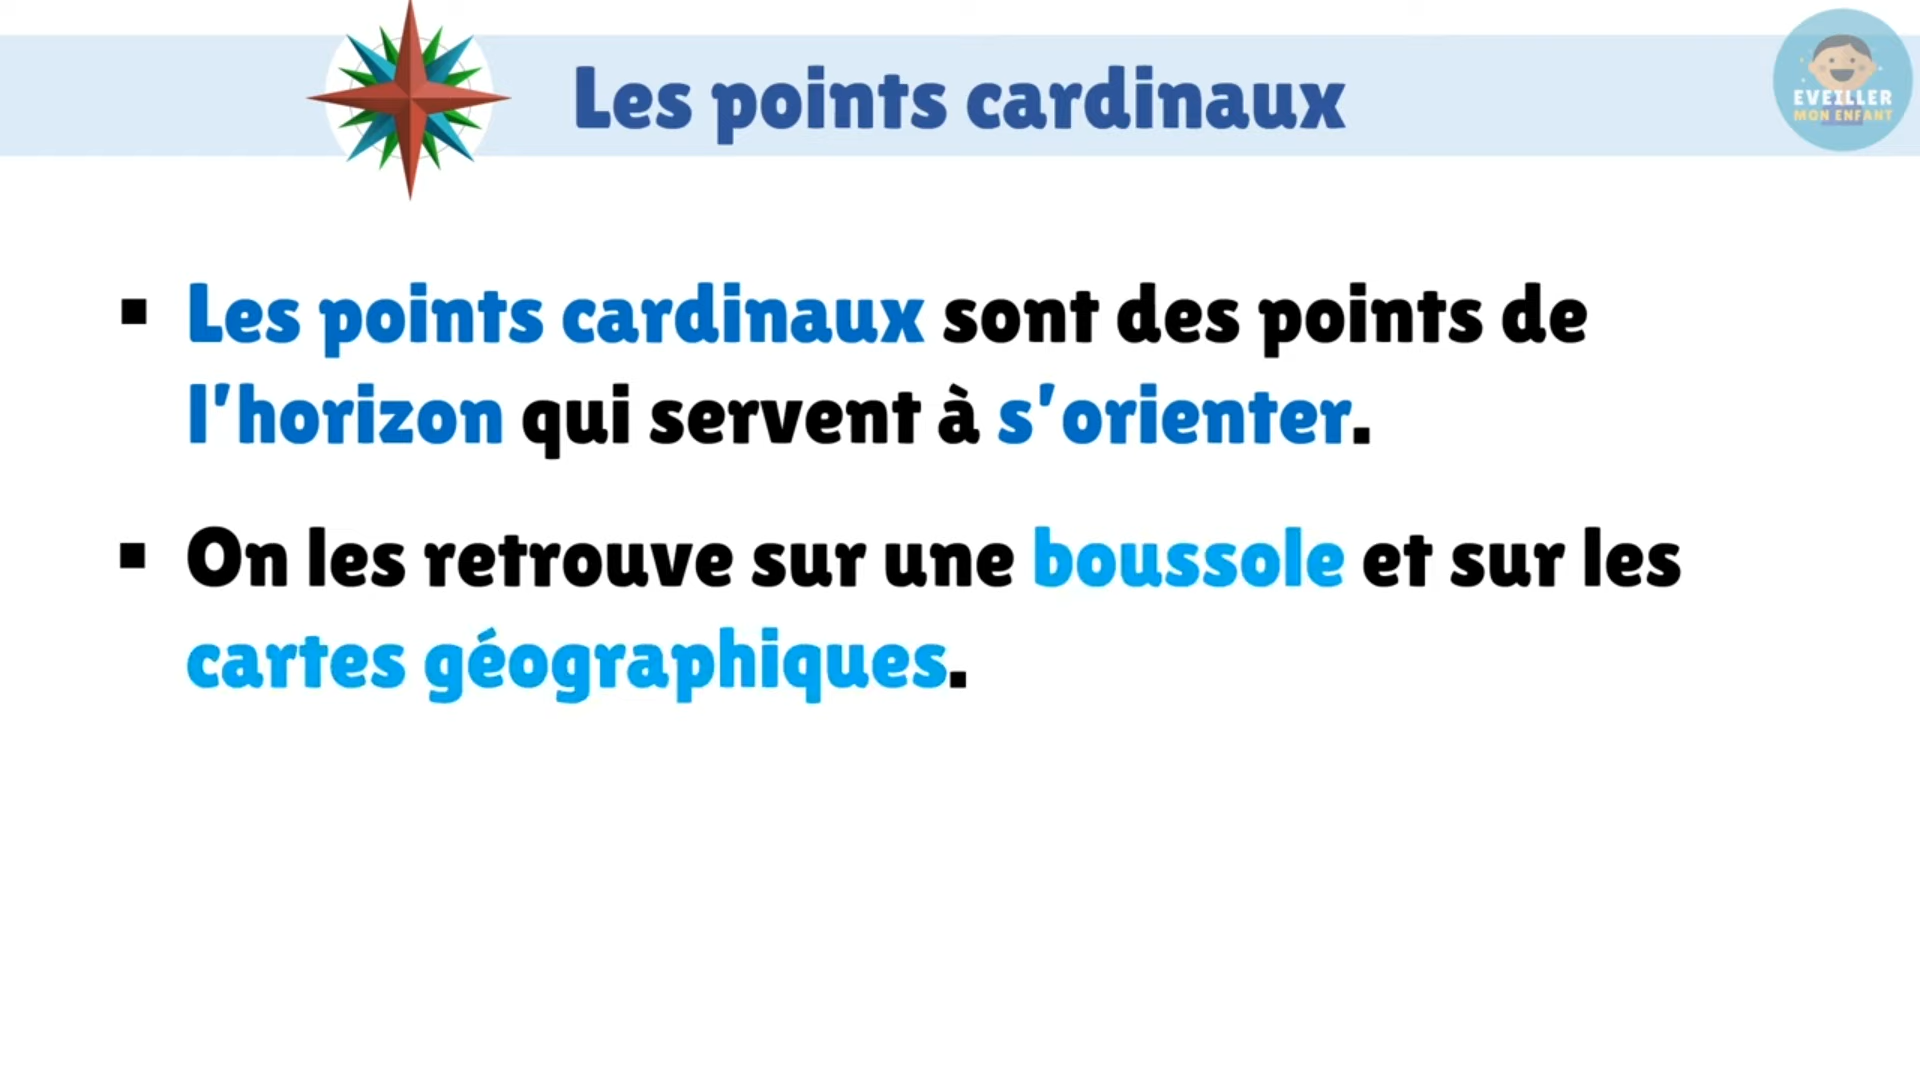 Les points cardinaux
EVEILLER
MON ENFANT
▪ Les points cardinaux sont des points de
l'horizon qui servent à s'orienter.
▪ On les retrouve sur une boussole et sur les
cartes géographiques.